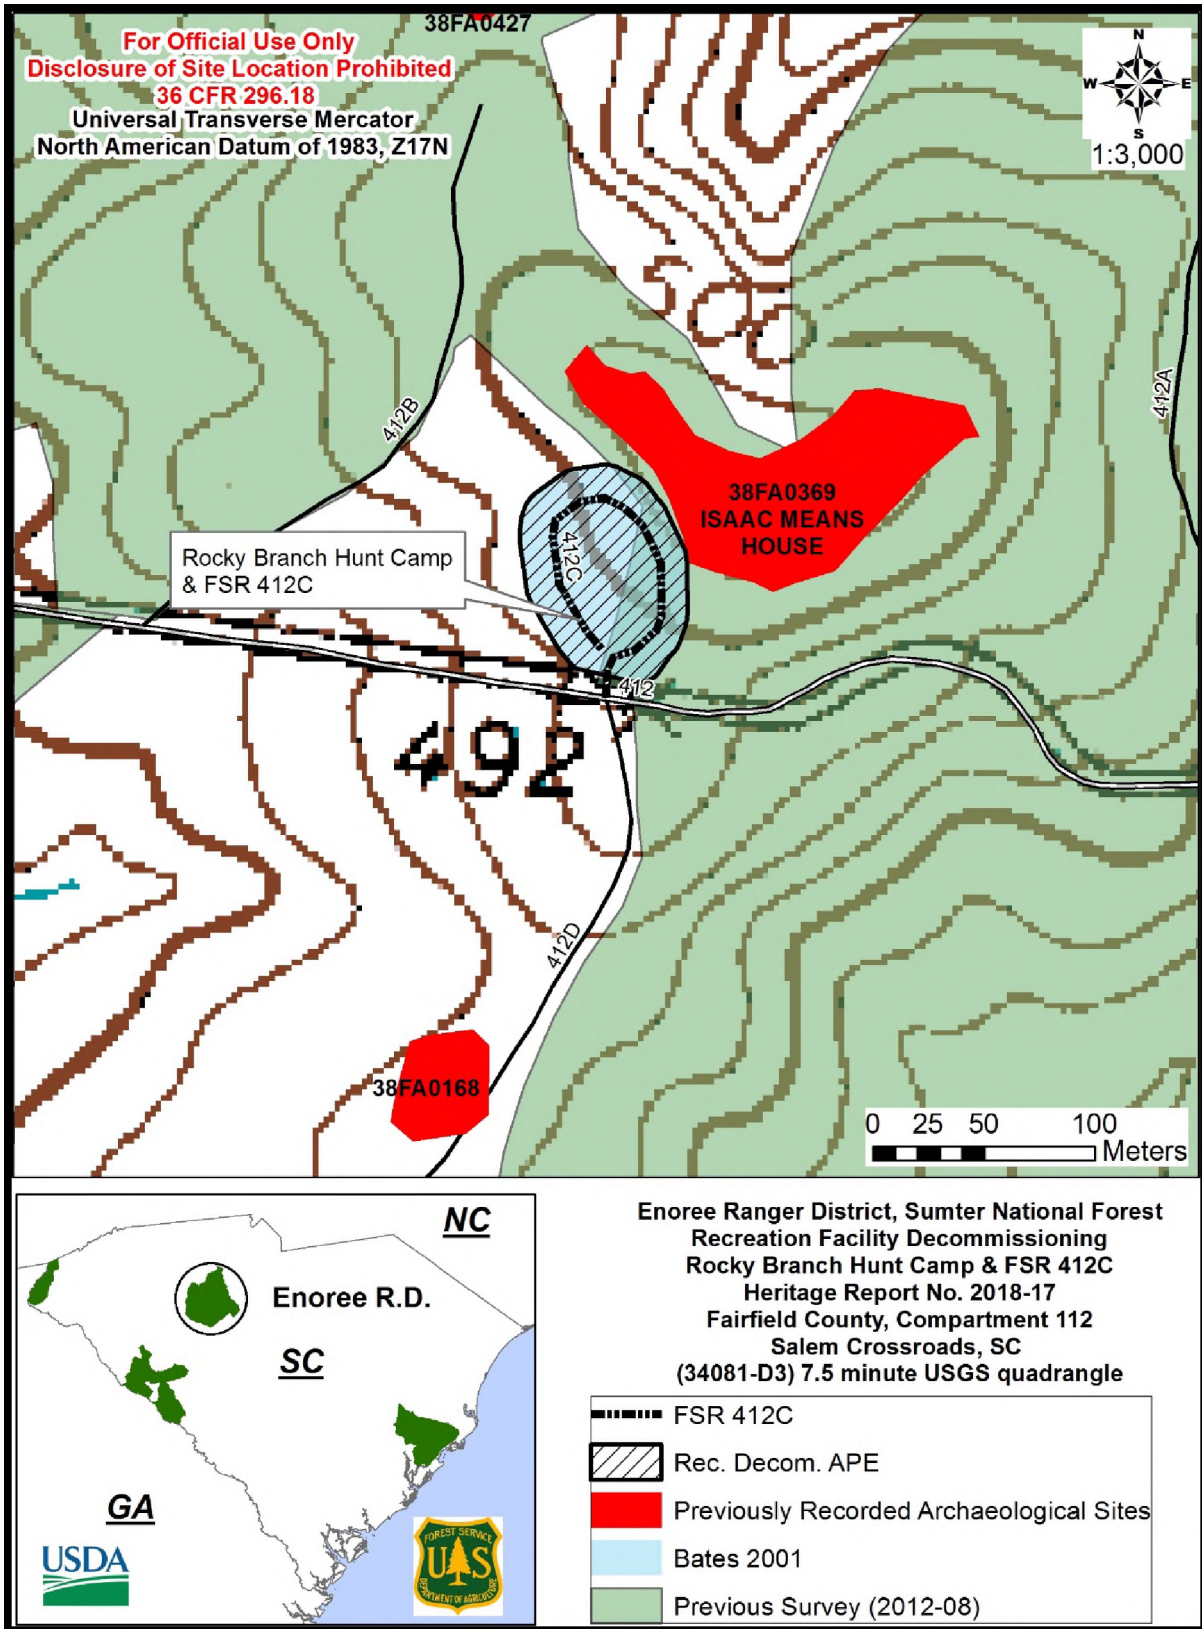 38FA0427
For Official Use Only
Disclosure of Site Location Prohibited
36 CFR 296.18
Universal Transverse Mercator
North American Datum of 1983, Z17N
N
W E
S
1:3,000
412B
412A
38FA0369
ISAAC MEANS
HOUSE
Rocky Branch Hunt Camp
& FSR 412C
412C
412
492
412D
38FA0168
0 25 50 100
Meters
NC
Enoree R.D.
SC
GA
USDA
FOREST SERVICE
U S
DEPARTMENT OF AGRICULTURE
Enoree Ranger District, Sumter National Forest
Recreation Facility Decommissioning
Rocky Branch Hunt Camp & FSR 412C
Heritage Report No. 2018-17
Fairfield County, Compartment 112
Salem Crossroads, SC
(34081-D3) 7.5 minute USGS quadrangle
FSR 412C
Rec. Decom. APE
Previously Recorded Archaeological Sites
Bates 2001
Previous Survey (2012-08)